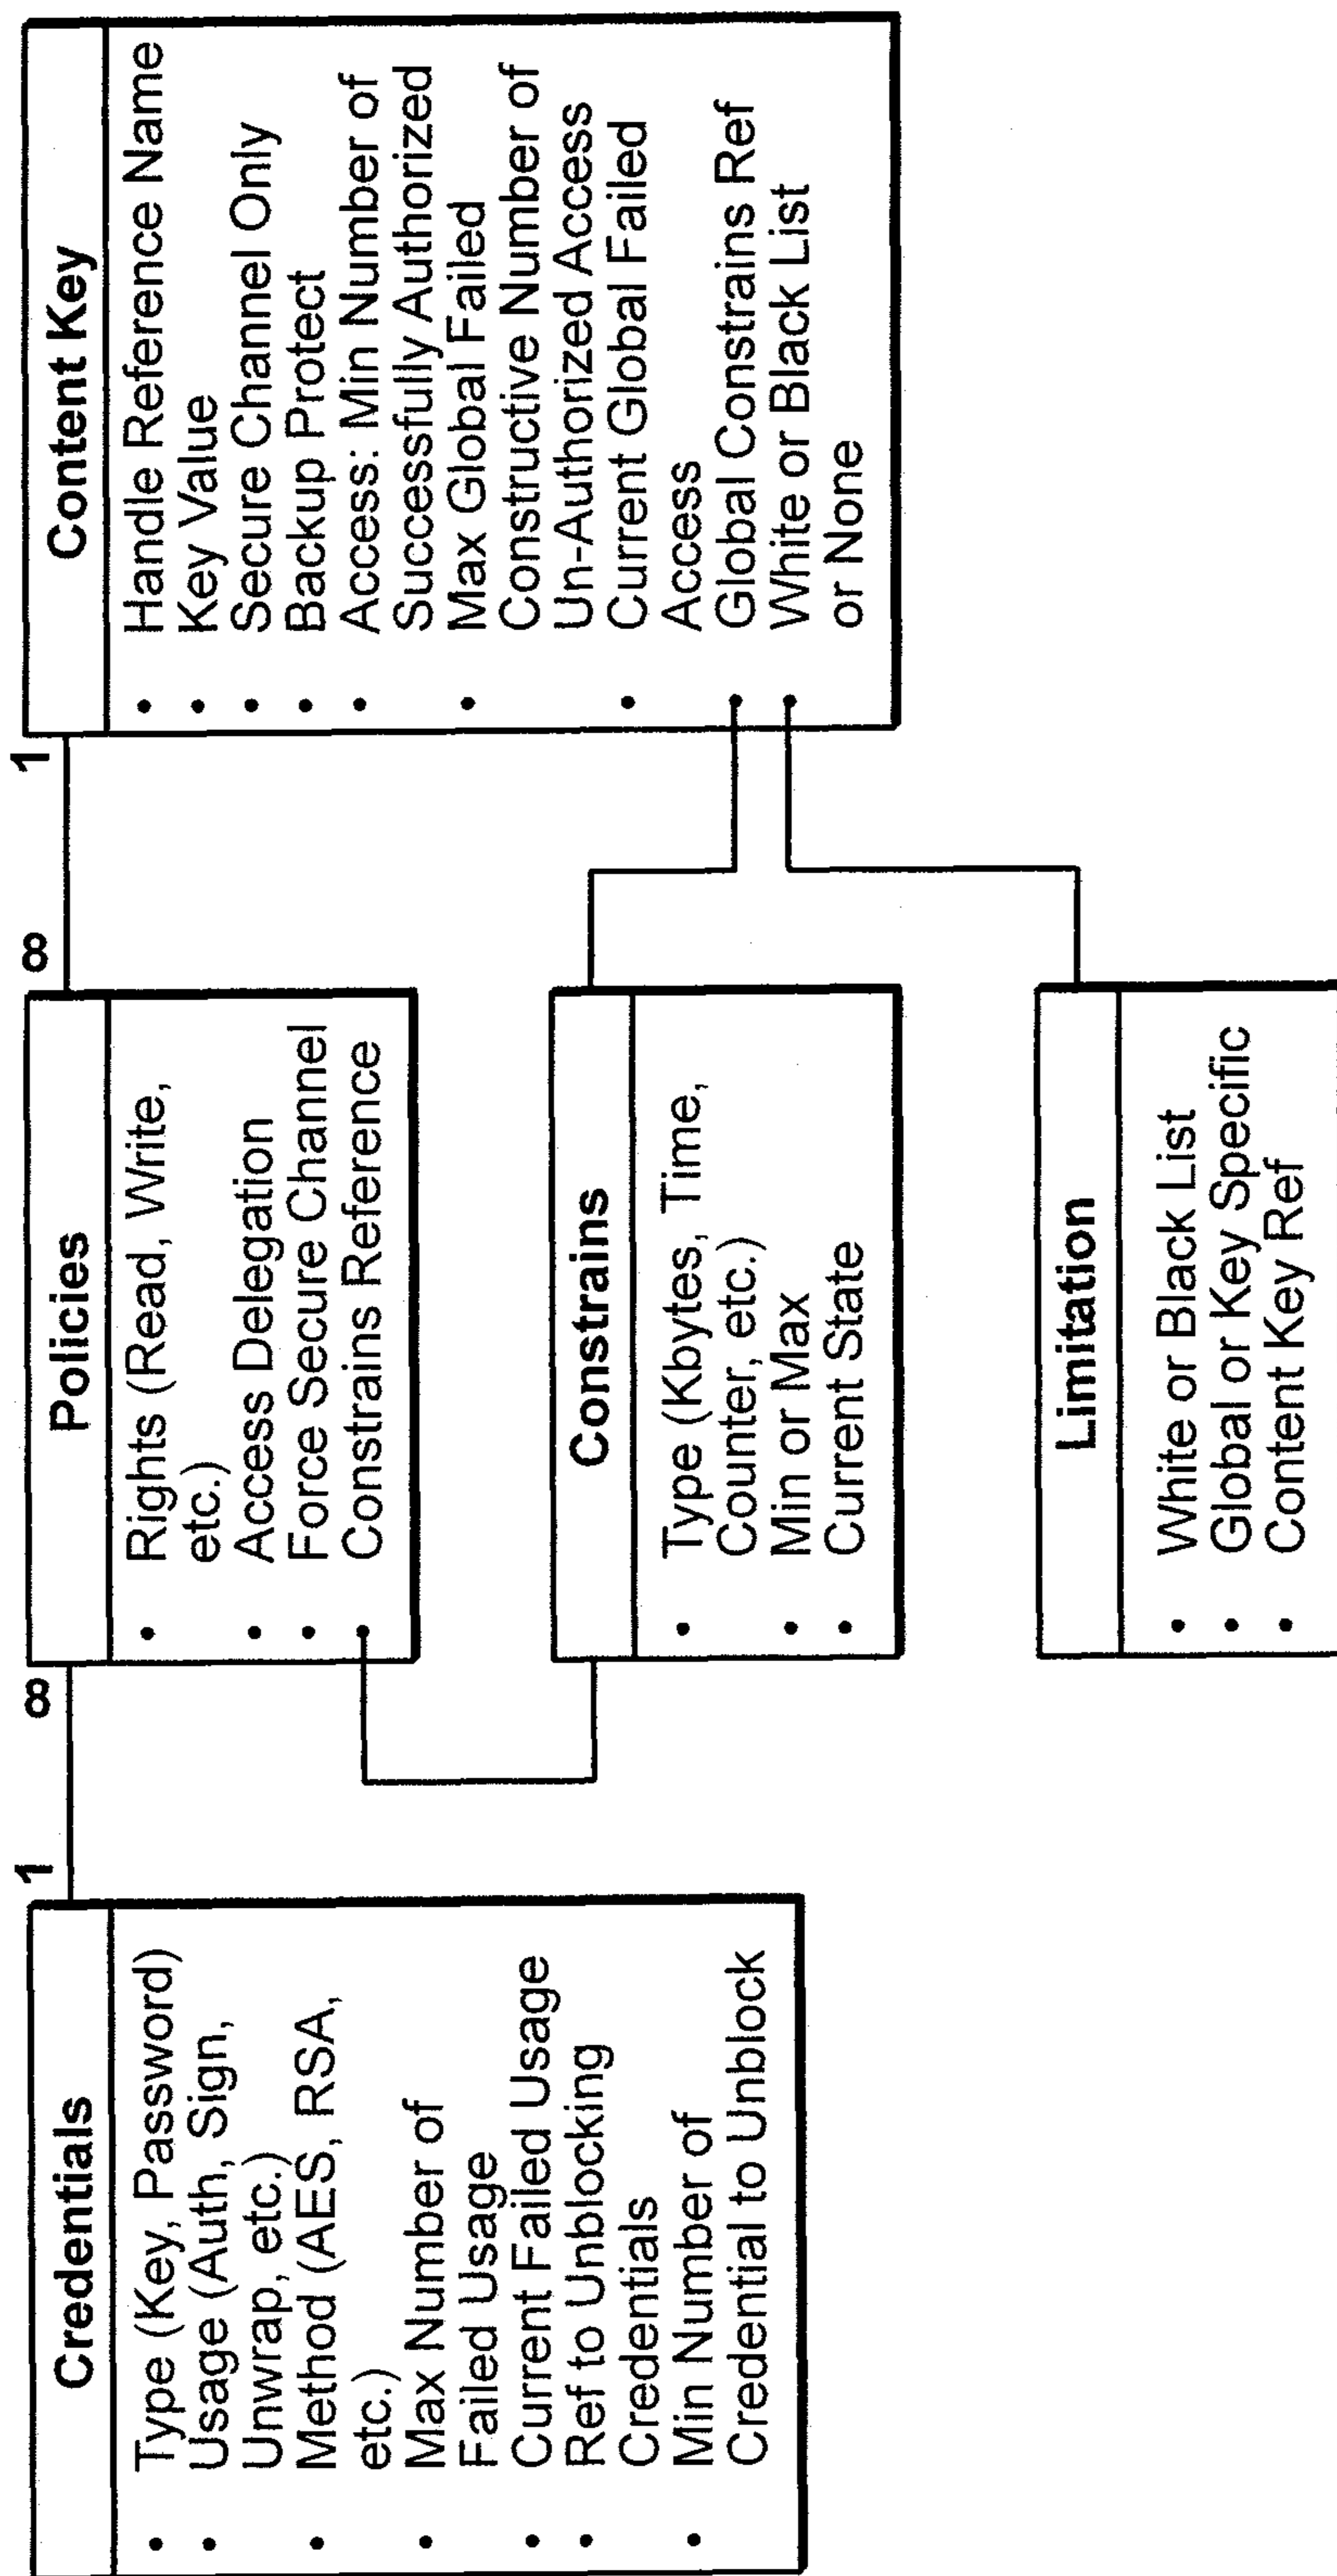 Credentials
• Type (Key, Password)
• Usage (Auth, Sign,
Unwrap, etc.)
• Method (AES, RSA,
etc.)
• Max Number of
Failed Usage
• Current Failed Usage
• Ref to Unblocking
Credentials
• Min Number of
Credential to Unblock
1
8
Policies
• Rights (Read, Write,
etc.)
• Access Delegation
• Force Secure Channel
• Constrains Reference
8
1
Constrains
• Type (Kbytes, Time,
Counter, etc.)
• Min or Max
• Current State
Limitation
• White or Black List
• Global or Key Specific
• Content Key Ref
Content Key
• Handle Reference Name
• Key Value
• Secure Channel Only
• Backup Protect
• Access: Min Number of
Successfully Authorized
• Max Global Failed
Constructive Number of
Un-Authorized Access
• Current Global Failed
Access
• Global Constrains Ref
• White or Black List
or None